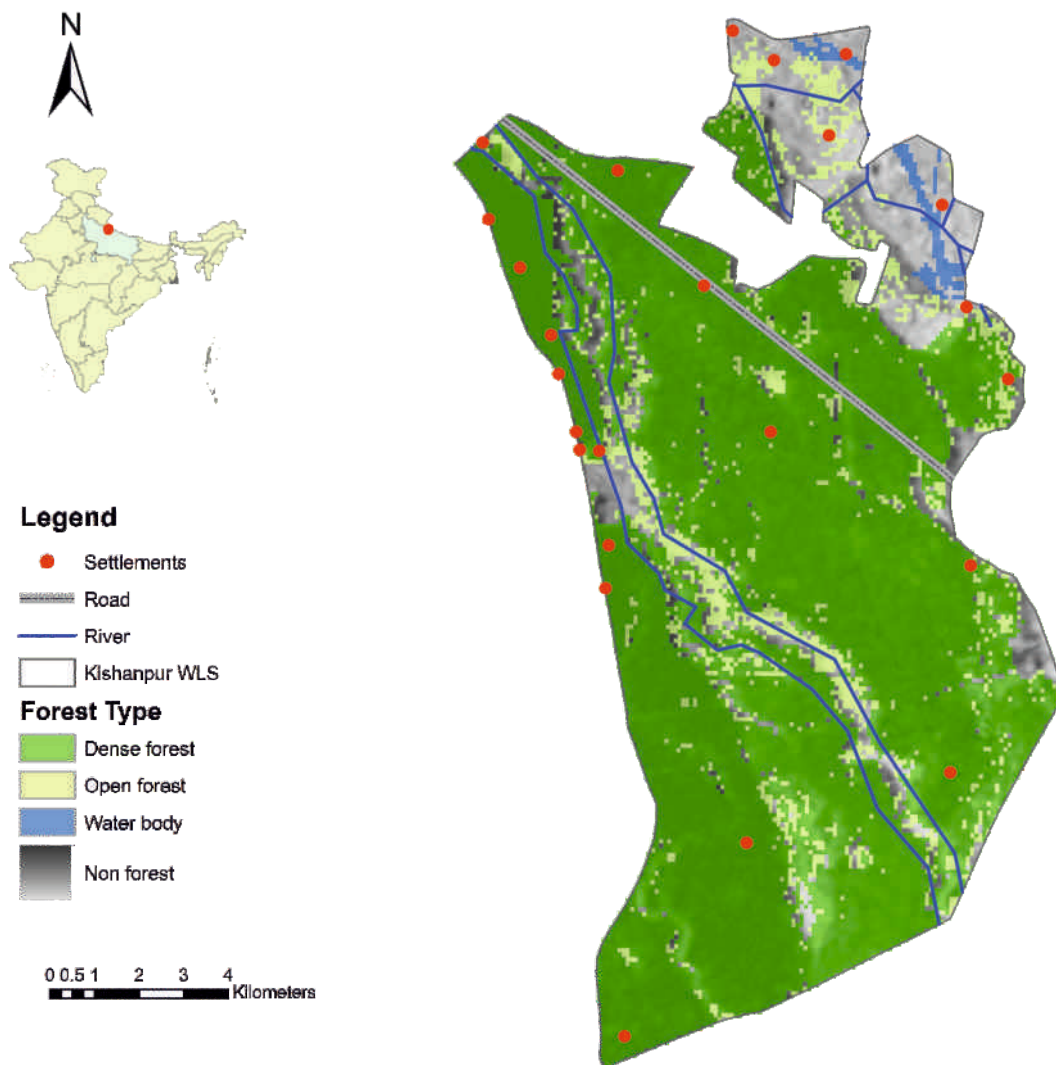 N
Legend
Settlements
Road
River
Kishanpur WLS
Forest Type
Dense forest
Open forest
Water body
Non forest
0 0.5 1 2 3 4
Kilometers